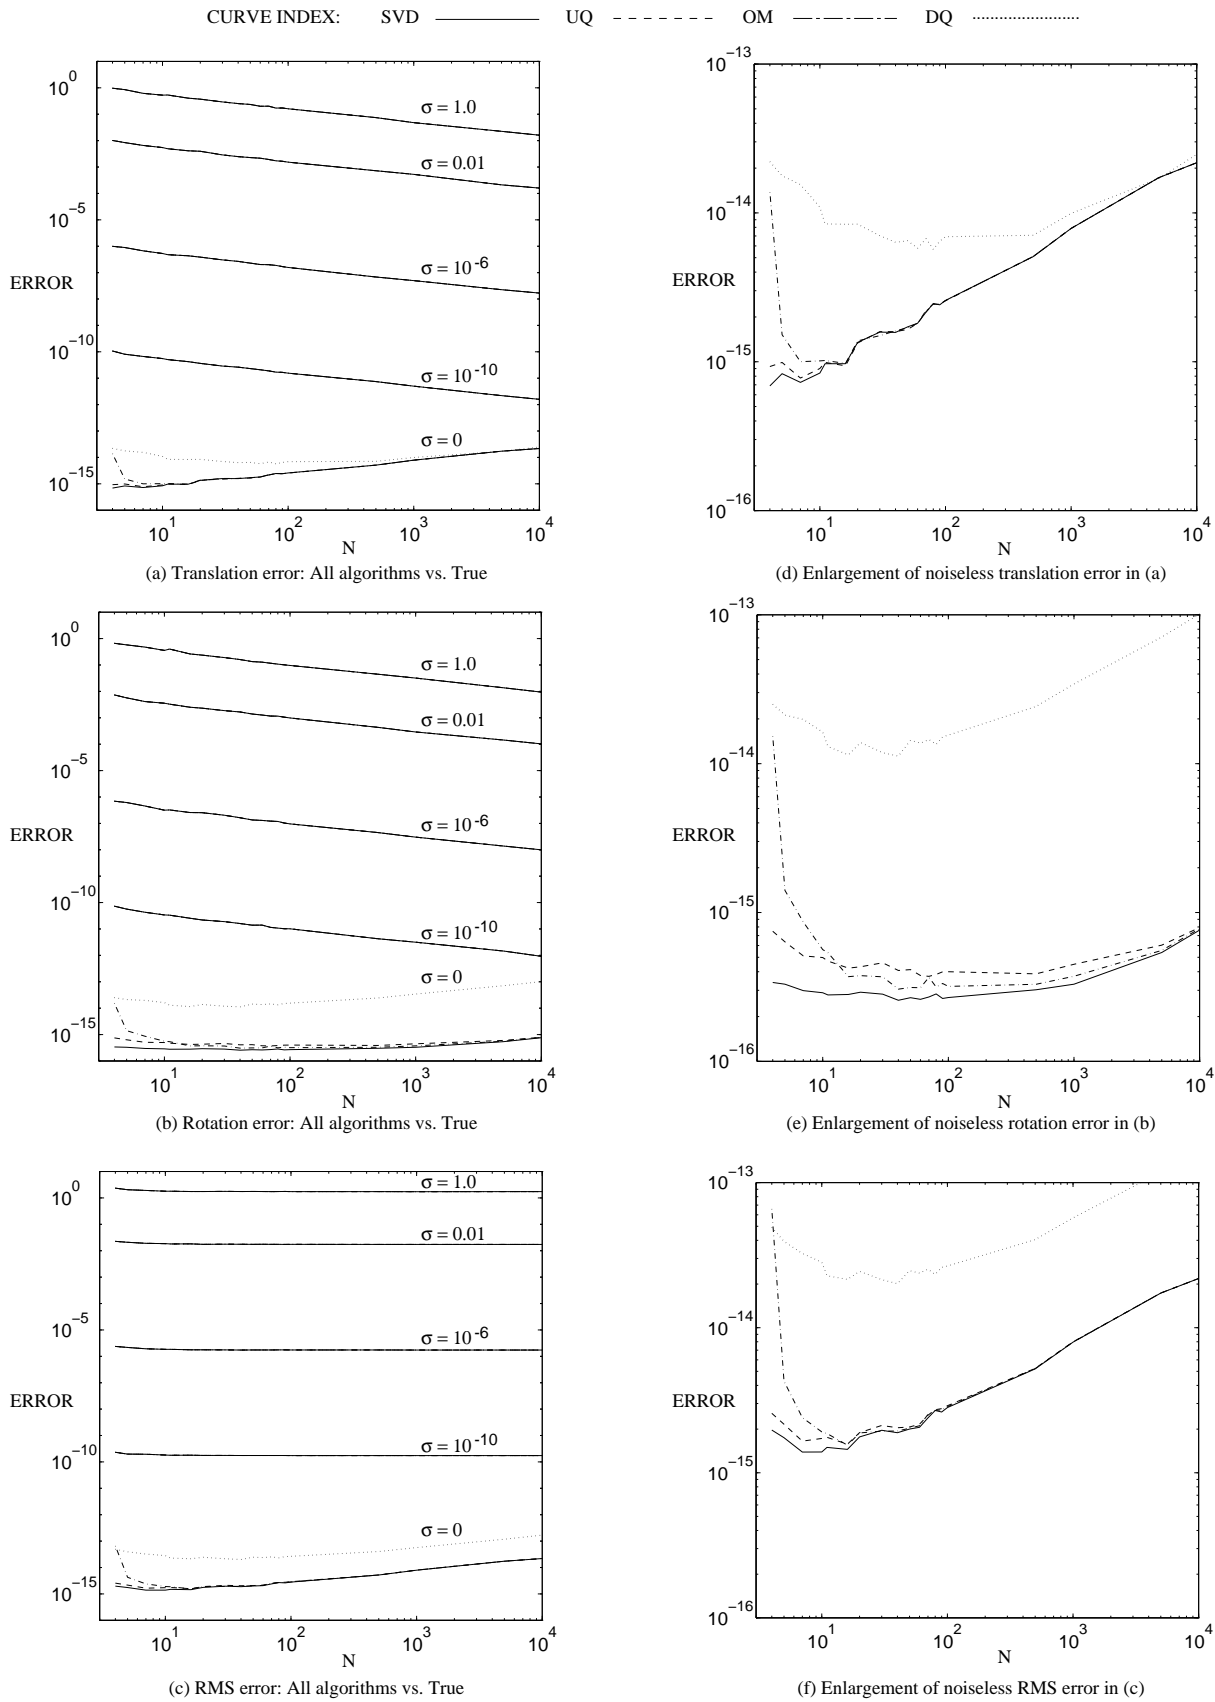 CURVE INDEX: SVD UQ OM DQ
10^0
10^-5
10^-10
10^-15
ERROR
σ = 1.0
σ = 0.01
σ = 10^-6
σ = 10^-10
σ = 0
10^1 10^2 10^3 10^4
N
(a) Translation error: All algorithms vs. True
10^-13
10^-14
ERROR
10^-15
10^-16
10^1 10^2 10^3 10^4
N
(d) Enlargement of noiseless translation error in (a)
10^0
10^-5
10^-10
10^-15
ERROR
σ = 1.0
σ = 0.01
σ = 10^-6
σ = 10^-10
σ = 0
10^1 10^2 10^3 10^4
N
(b) Rotation error: All algorithms vs. True
10^-13
10^-14
ERROR
10^-15
10^-16
10^1 10^2 10^3 10^4
N
(e) Enlargement of noiseless rotation error in (b)
10^0
10^-5
10^-10
10^-15
ERROR
σ = 1.0
σ = 0.01
σ = 10^-6
σ = 10^-10
σ = 0
10^1 10^2 10^3 10^4
N
(c) RMS error: All algorithms vs. True
10^-13
10^-14
ERROR
10^-15
10^-16
10^1 10^2 10^3 10^4
N
(f) Enlargement of noiseless RMS error in (c)